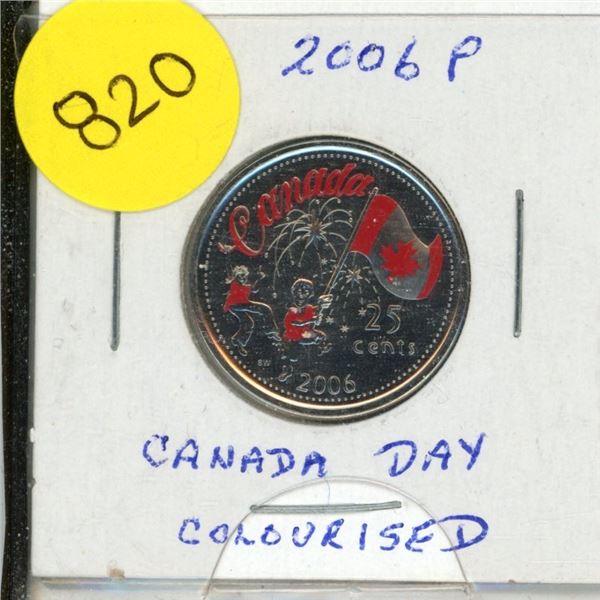 820
2006 P
Canada
25
cents
SW
2006
CANADA DAY
COLOURISED